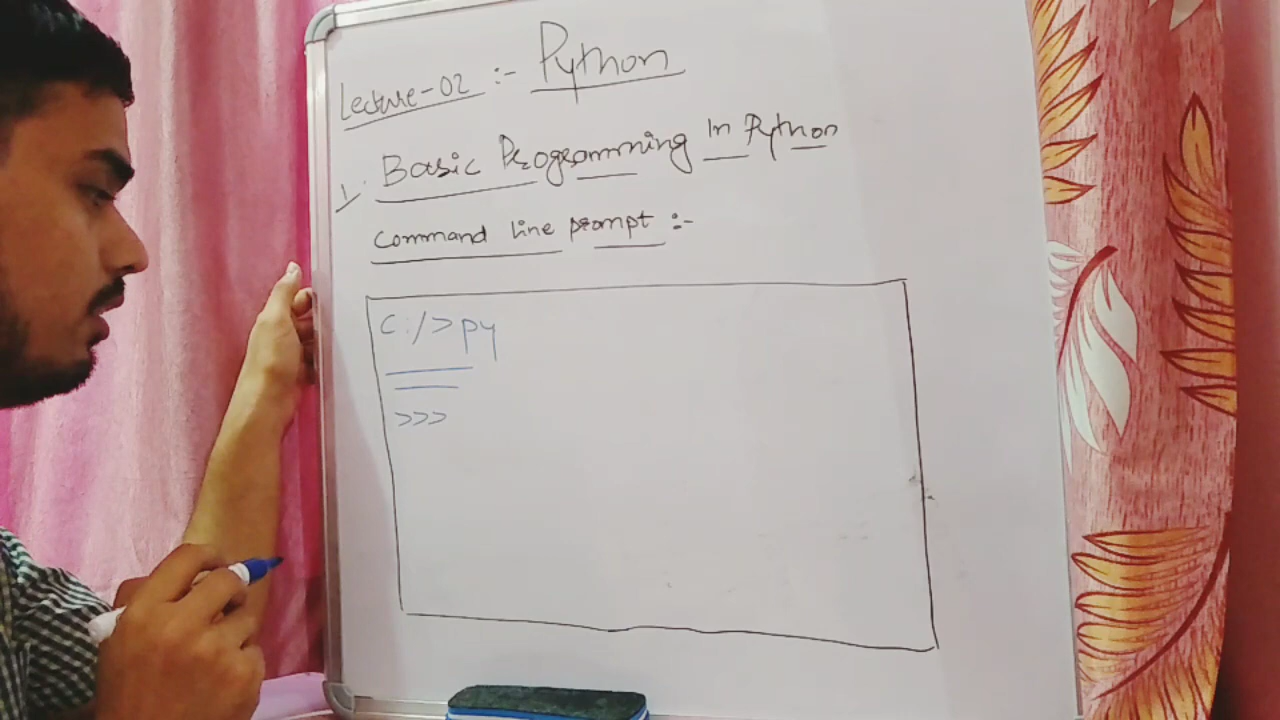 Lecture-02 :- Python
1. Basic Programming In Python
Command line prompt :-
C:/>py
>>>